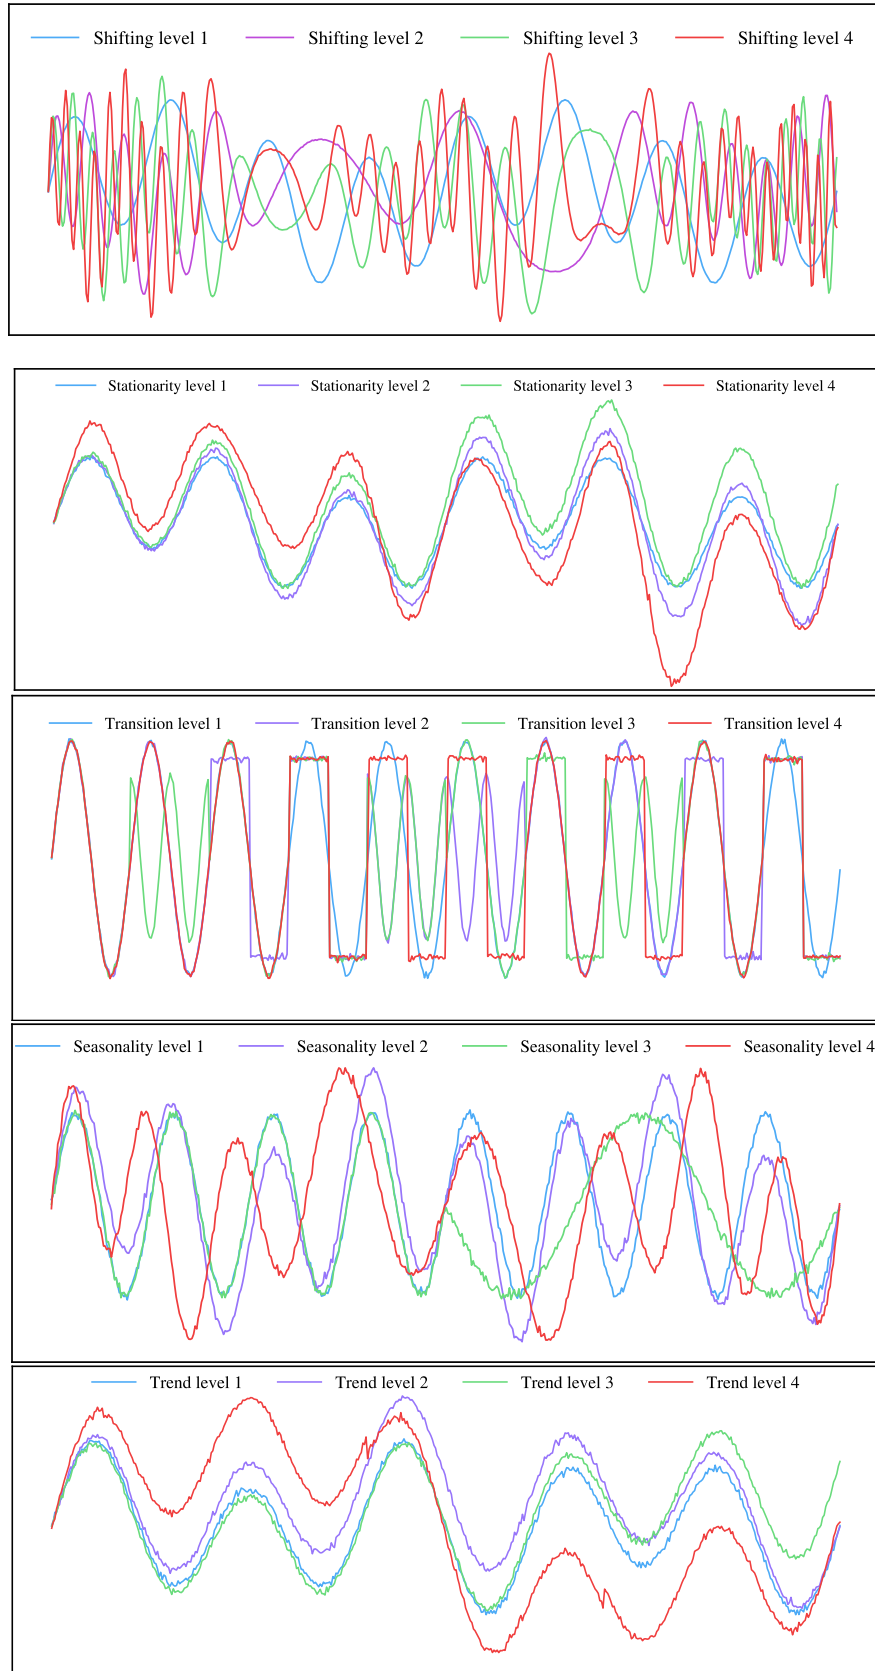 Shifting level 1 Shifting level 2 Shifting level 3 Shifting level 4
Stationarity level 1 Stationarity level 2 Stationarity level 3 Stationarity level 4
Transition level 1 Transition level 2 Transition level 3 Transition level 4
Seasonality level 1 Seasonality level 2 Seasonality level 3 Seasonality level 4
Trend level 1 Trend level 2 Trend level 3 Trend level 4